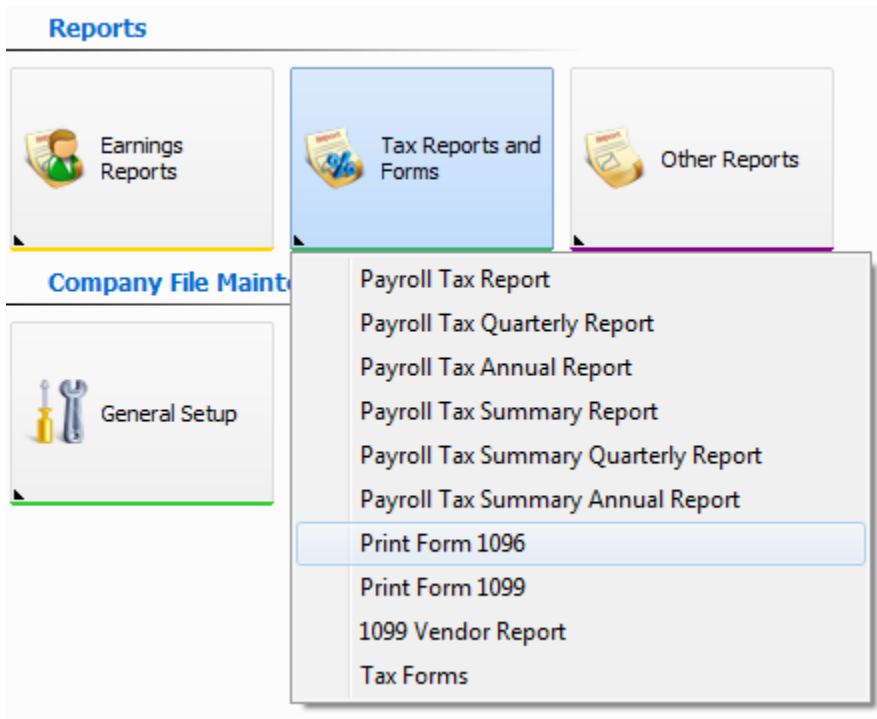 Reports
Earnings
Reports
Tax Reports and
Forms
Other Reports
Company File Maint
General Setup
Payroll Tax Report
Payroll Tax Quarterly Report
Payroll Tax Annual Report
Payroll Tax Summary Report
Payroll Tax Summary Quarterly Report
Payroll Tax Summary Annual Report
Print Form 1096
Print Form 1099
1099 Vendor Report
Tax Forms